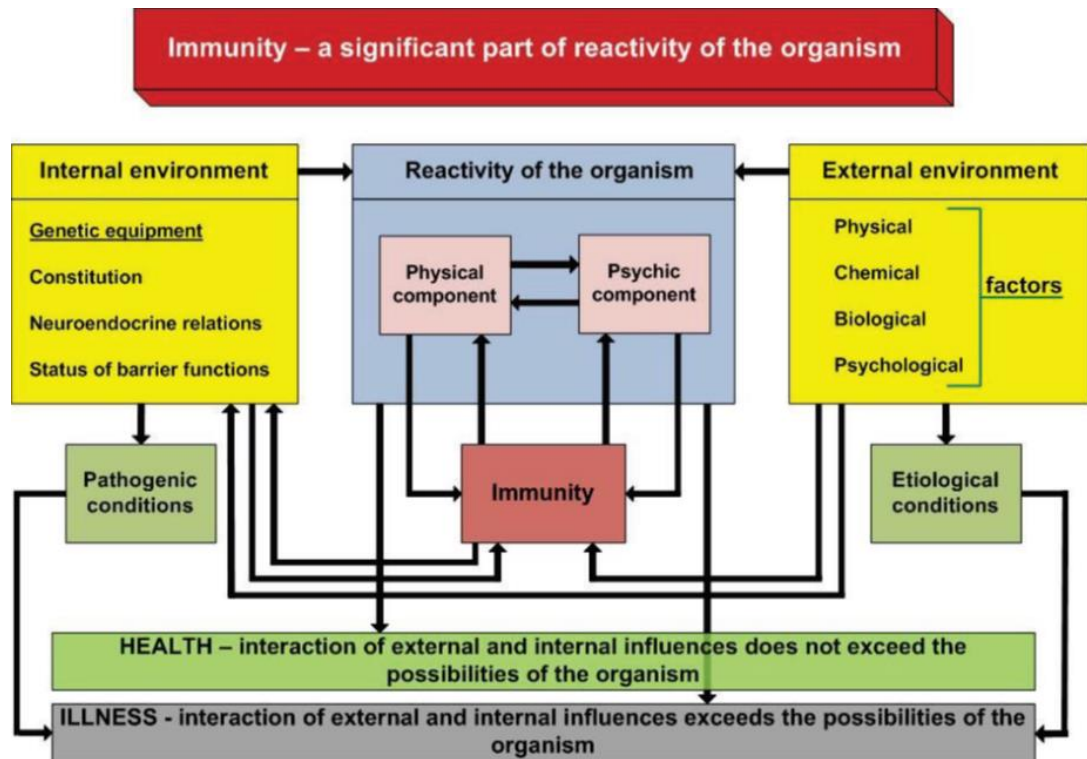 Immunity – a significant part of reactivity of the organism
Internal environment
Genetic equipment
Constitution
Neuroendocrine relations
Status of barrier functions
Reactivity of the organism
Physical
component
Psychic
component
External environment
Physical
Chemical
Biological
Psychological
factors
Pathogenic
conditions
Immunity
Etiological
conditions
HEALTH – interaction of external and internal influences does not exceed the
possibilities of the organism
ILLNESS - interaction of external and internal influences exceeds the possibilities of the
organism